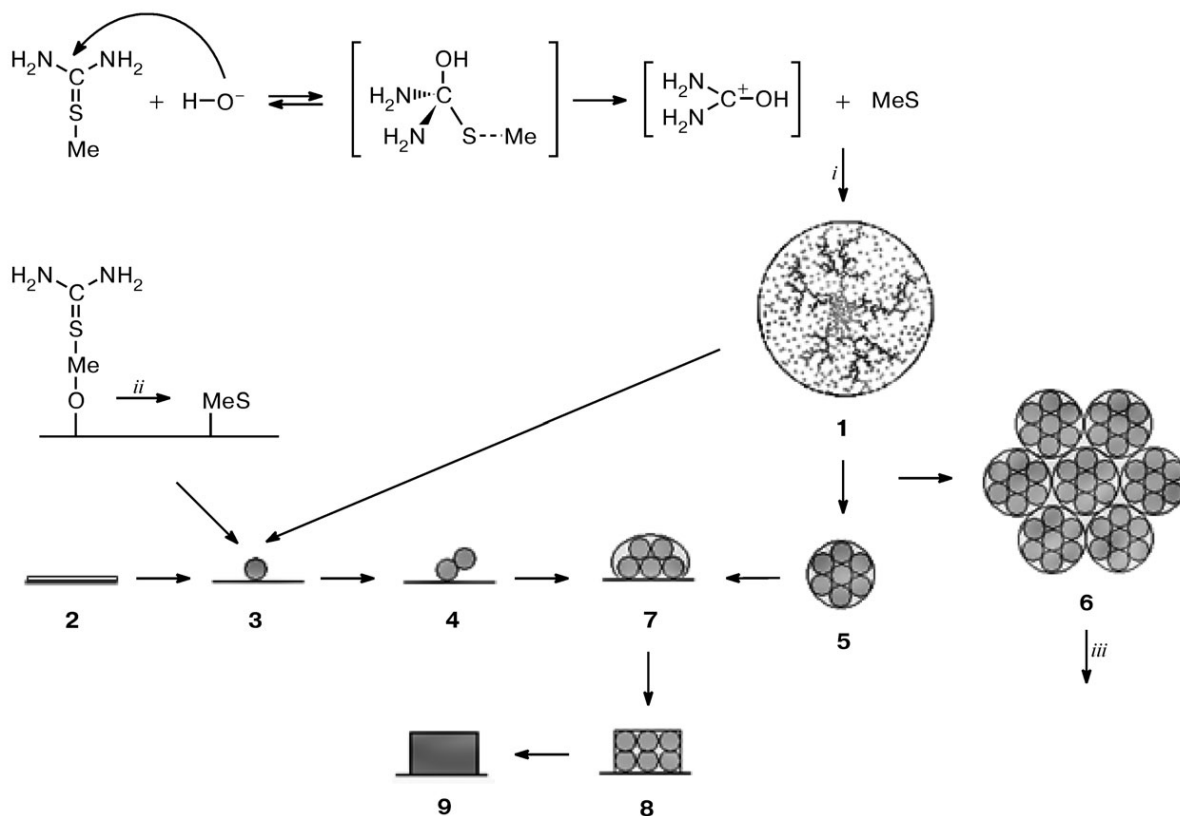 H₂N NH₂
C
S
Me
+ H–O⁻
OH
H₂N C
H₂N S Me
H₂N
H₂N C⁺ OH
+ MeS
i
H₂N NH₂
C
S
Me
O
ii
MeS
1
2
3
4
7
5
6
iii
9
8